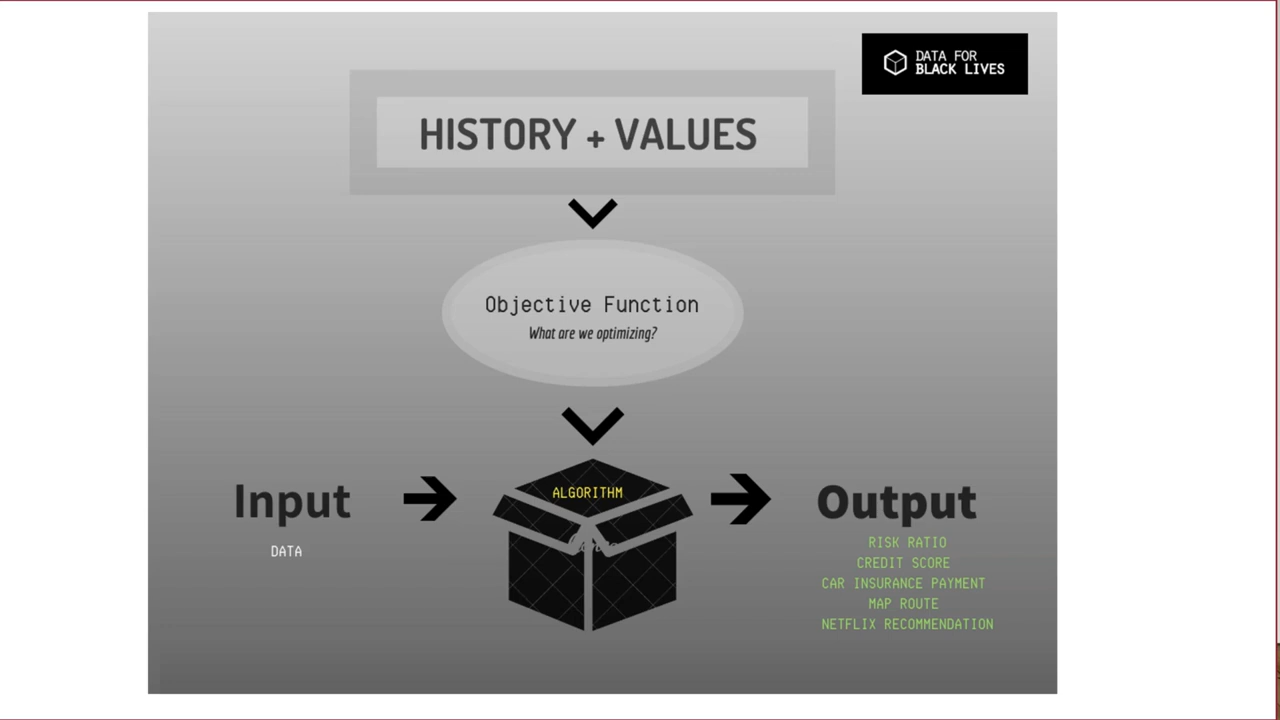 DATA FOR
BLACK LIVES
HISTORY + VALUES
Objective Function
What are we optimizing?
Input
DATA
ALGORITHM
Output
RISK RATIO
CREDIT SCORE
CAR INSURANCE PAYMENT
MAP ROUTE
NETFLIX RECOMMENDATION